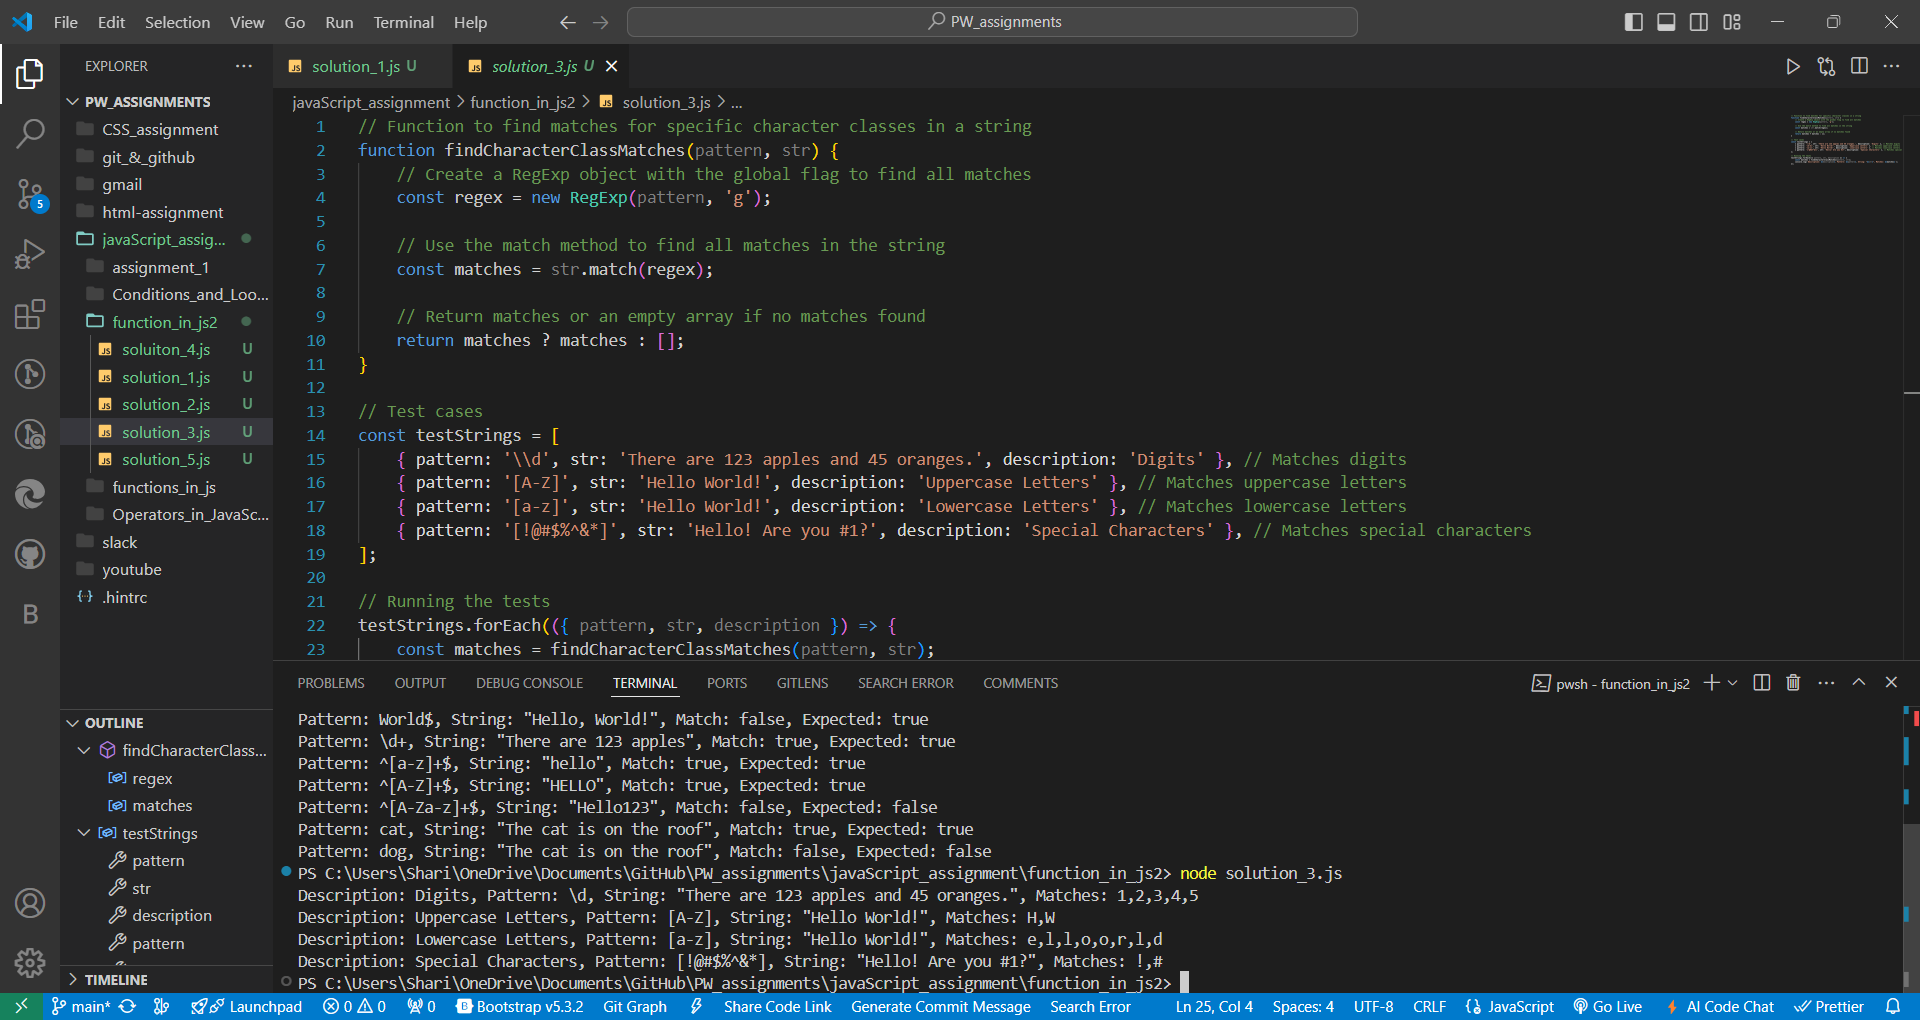 File Edit Selection View Go Run Terminal Help
PW_assignments
EXPLORER
PW_ASSIGNMENTS
CSS_assignment
git_&_github
gmail
html-assignment
javaScript_assig...
assignment_1
Conditions_and_Loo...
function_in_js2
JS soluiton_4.js U
JS solution_1.js U
JS solution_2.js U
JS solution_3.js U
JS solution_5.js U
functions_in_js
Operators_in_JavaSc...
slack
youtube
.hintrc
5
B
OUTLINE
findCharacterClass...
regex
matches
testStrings
pattern
str
description
pattern
TIMELINE
JS solution_1.js U
JS solution_3.js U
javaScript_assignment > function_in_js2 > JS solution_3.js > ...
1 // Function to find matches for specific character classes in a string
2 function findCharacterClassMatches(pattern, str) {
3 // Create a RegExp object with the global flag to find all matches
4 const regex = new RegExp(pattern, 'g');
5
6 // Use the match method to find all matches in the string
7 const matches = str.match(regex);
8
9 // Return matches or an empty array if no matches found
10 return matches ? matches : [];
11 }
12
13 // Test cases
14 const testStrings = [
15 { pattern: '\\d', str: 'There are 123 apples and 45 oranges.', description: 'Digits' }, // Matches digits
16 { pattern: '[A-Z]', str: 'Hello World!', description: 'Uppercase Letters' }, // Matches uppercase letters
17 { pattern: '[a-z]', str: 'Hello World!', description: 'Lowercase Letters' }, // Matches lowercase letters
18 { pattern: '[!@#$%^&*]', str: 'Hello! Are you #1?', description: 'Special Characters' }, // Matches special characters
19 ];
20
21 // Running the tests
22 testStrings.forEach(({ pattern, str, description }) => {
23 const matches = findCharacterClassMatches(pattern, str);
PROBLEMS OUTPUT DEBUG CONSOLE TERMINAL PORTS GITLENS SEARCH ERROR COMMENTS
pwsh - function_in_js2
Pattern: World$, String: "Hello, World!", Match: false, Expected: true
Pattern: \d+, String: "There are 123 apples", Match: true, Expected: true
Pattern: ^[a-z]+$, String: "hello", Match: true, Expected: true
Pattern: ^[A-Z]+$, String: "HELLO", Match: true, Expected: true
Pattern: ^[A-Za-z]+$, String: "Hello123", Match: false, Expected: false
Pattern: cat, String: "The cat is on the roof", Match: true, Expected: true
Pattern: dog, String: "The cat is on the roof", Match: false, Expected: false
PS C:\Users\Shari\OneDrive\Documents\GitHub\PW_assignments\javaScript_assignment\function_in_js2> node solution_3.js
Description: Digits, Pattern: \d, String: "There are 123 apples and 45 oranges.", Matches: 1,2,3,4,5
Description: Uppercase Letters, Pattern: [A-Z], String: "Hello World!", Matches: H,W
Description: Lowercase Letters, Pattern: [a-z], String: "Hello World!", Matches: e,l,l,o,o,r,l,d
Description: Special Characters, Pattern: [!@#$%^&*], String: "Hello! Are you #1?", Matches: !,#
PS C:\Users\Shari\OneDrive\Documents\GitHub\PW_assignments\javaScript_assignment\function_in_js2>
main* Launchpad 0 0 0 B Bootstrap v5.3.2 Git Graph Share Code Link Generate Commit Message Search Error Ln 25, Col 4 Spaces: 4 UTF-8 CRLF JavaScript Go Live AI Code Chat Prettier